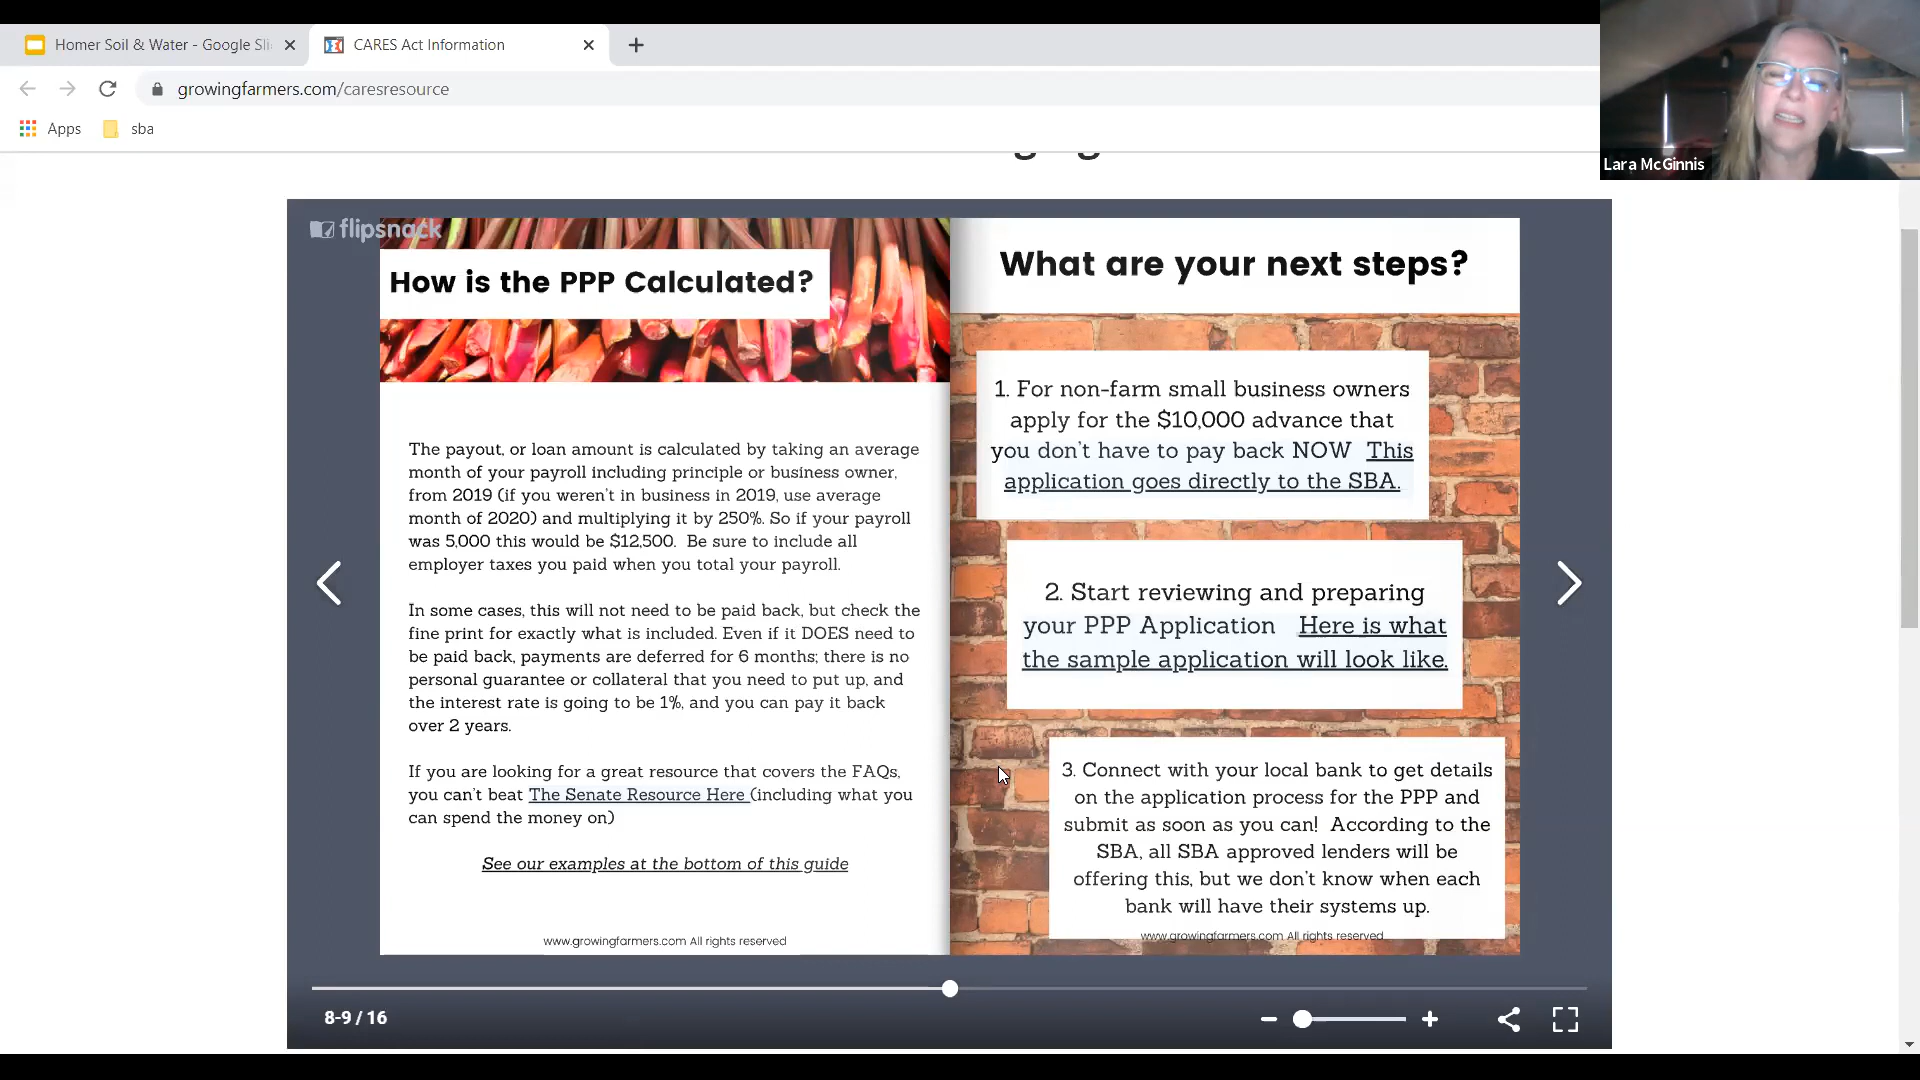 Homer Soil & Water - Google Sli
CARES Act Information
growingfarmers.com/caresresource
Apps
sba
Lara McGinnis
flipsnack
How is the PPP Calculated?
The payout, or loan amount is calculated by taking an average
month of your payroll including principle or business owner,
from 2019 (if you weren't in business in 2019, use average
month of 2020) and multiplying it by 250%. So if your payroll
was 5,000 this would be $12,500.  Be sure to include all
employer taxes you paid when you total your payroll.
In some cases, this will not need to be paid back, but check the
fine print for exactly what is included. Even if it DOES need to
be paid back, payments are deferred for 6 months; there is no
personal guarantee or collateral that you need to put up, and
the interest rate is going to be 1%, and you can pay it back
over 2 years.
If you are looking for a great resource that covers the FAQs,
you can't beat The Senate Resource Here (including what you
can spend the money on)
See our examples at the bottom of this guide
www.growingfarmers.com All rights reserved
What are your next steps?
1. For non-farm small business owners
apply for the $10,000 advance that
you don't have to pay back NOW  This
application goes directly to the SBA.
2. Start reviewing and preparing
your PPP Application  Here is what
the sample application will look like.
3. Connect with your local bank to get details
on the application process for the PPP and
submit as soon as you can!  According to the
SBA, all SBA approved lenders will be
offering this, but we don't know when each
bank will have their systems up.
www.growingfarmers.com All rights reserved
8-9 / 16